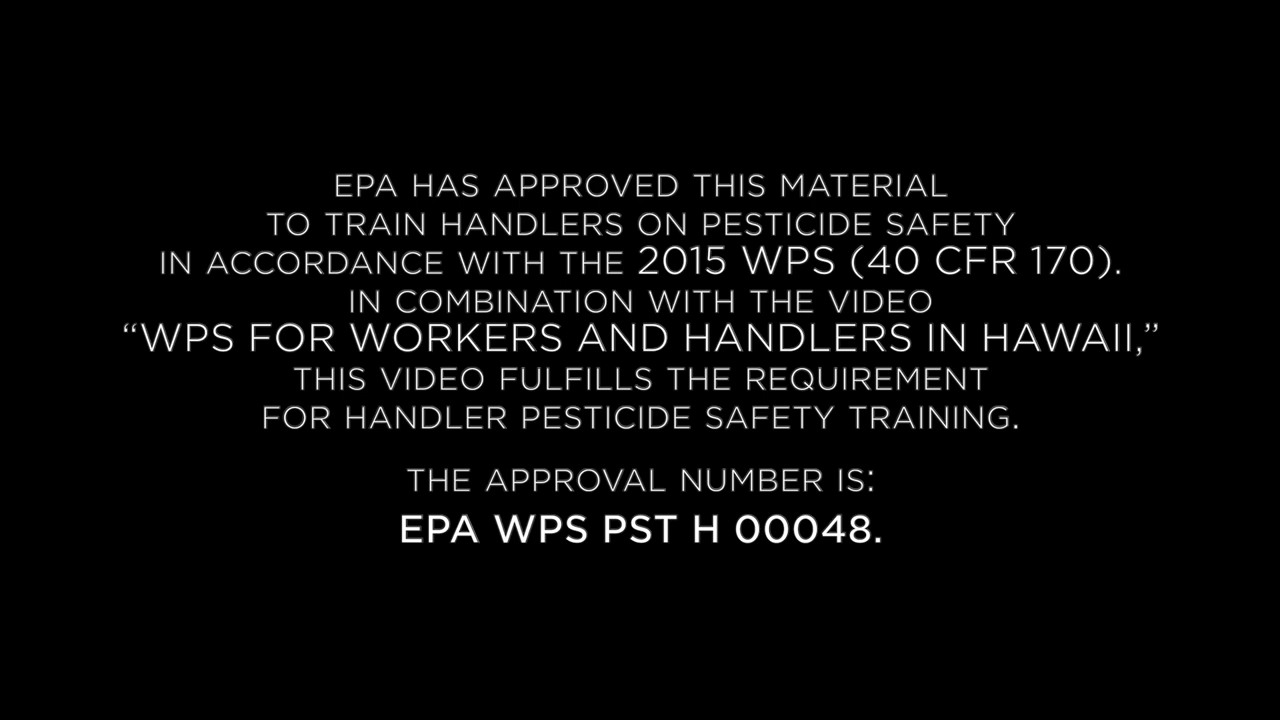 EPA HAS APPROVED THIS MATERIAL
TO TRAIN HANDLERS ON PESTICIDE SAFETY
IN ACCORDANCE WITH THE 2015 WPS (40 CFR 170).
IN COMBINATION WITH THE VIDEO
“WPS FOR WORKERS AND HANDLERS IN HAWAII,”
THIS VIDEO FULFILLS THE REQUIREMENT
FOR HANDLER PESTICIDE SAFETY TRAINING.
THE APPROVAL NUMBER IS:
EPA WPS PST H 00048.